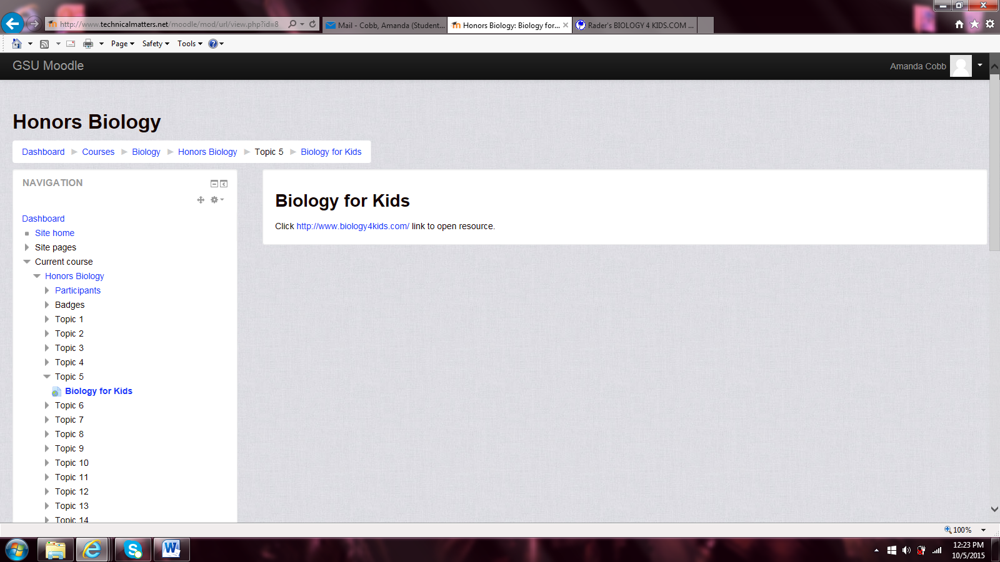 http://www.technicalmatters.net/moodle/mod/url/view.php?id=8
Mail - Cobb, Amanda (Student...
Honors Biology: Biology for...
Rader's BIOLOGY 4 KIDS.COM ...
Page
Safety
Tools
GSU Moodle
Amanda Cobb
Honors Biology
Dashboard
Courses
Biology
Honors Biology
Topic 5
Biology for Kids
NAVIGATION
Dashboard
Site home
Site pages
Current course
Honors Biology
Participants
Badges
Topic 1
Topic 2
Topic 3
Topic 4
Topic 5
Biology for Kids
Topic 6
Topic 7
Topic 8
Topic 9
Topic 10
Topic 11
Topic 12
Topic 13
Topic 14
Biology for Kids
Click http://www.biology4kids.com/ link to open resource.
100%
12:23 PM
10/5/2015